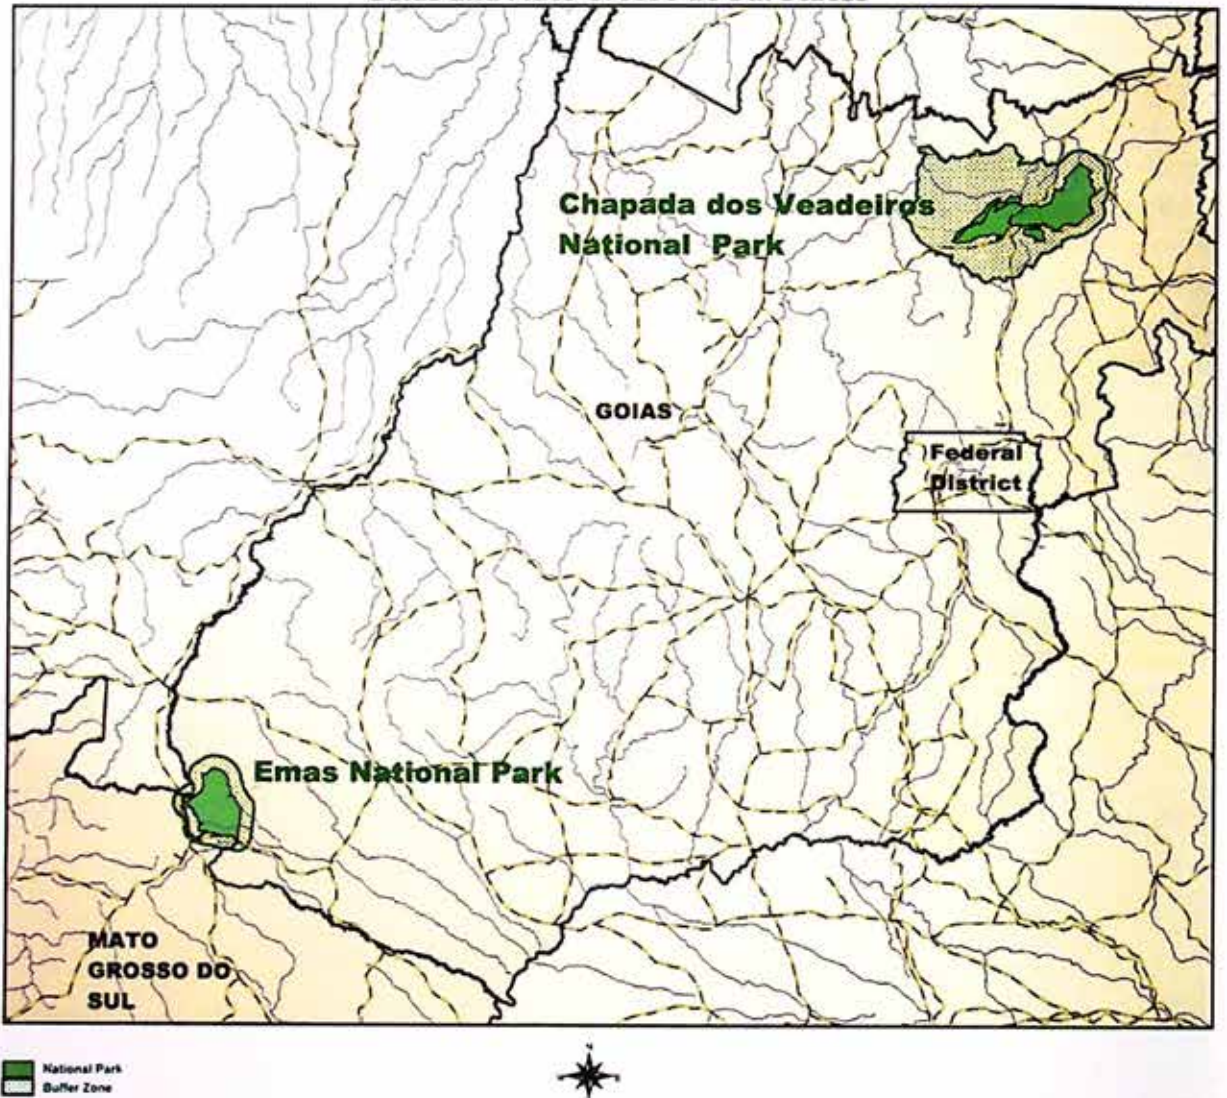 Chapada dos Veadeiros
National Park
GOIAS
Federal
District
Emas National Park
MATO
GROSSO DO
SUL
National Park
Buffer Zone
N